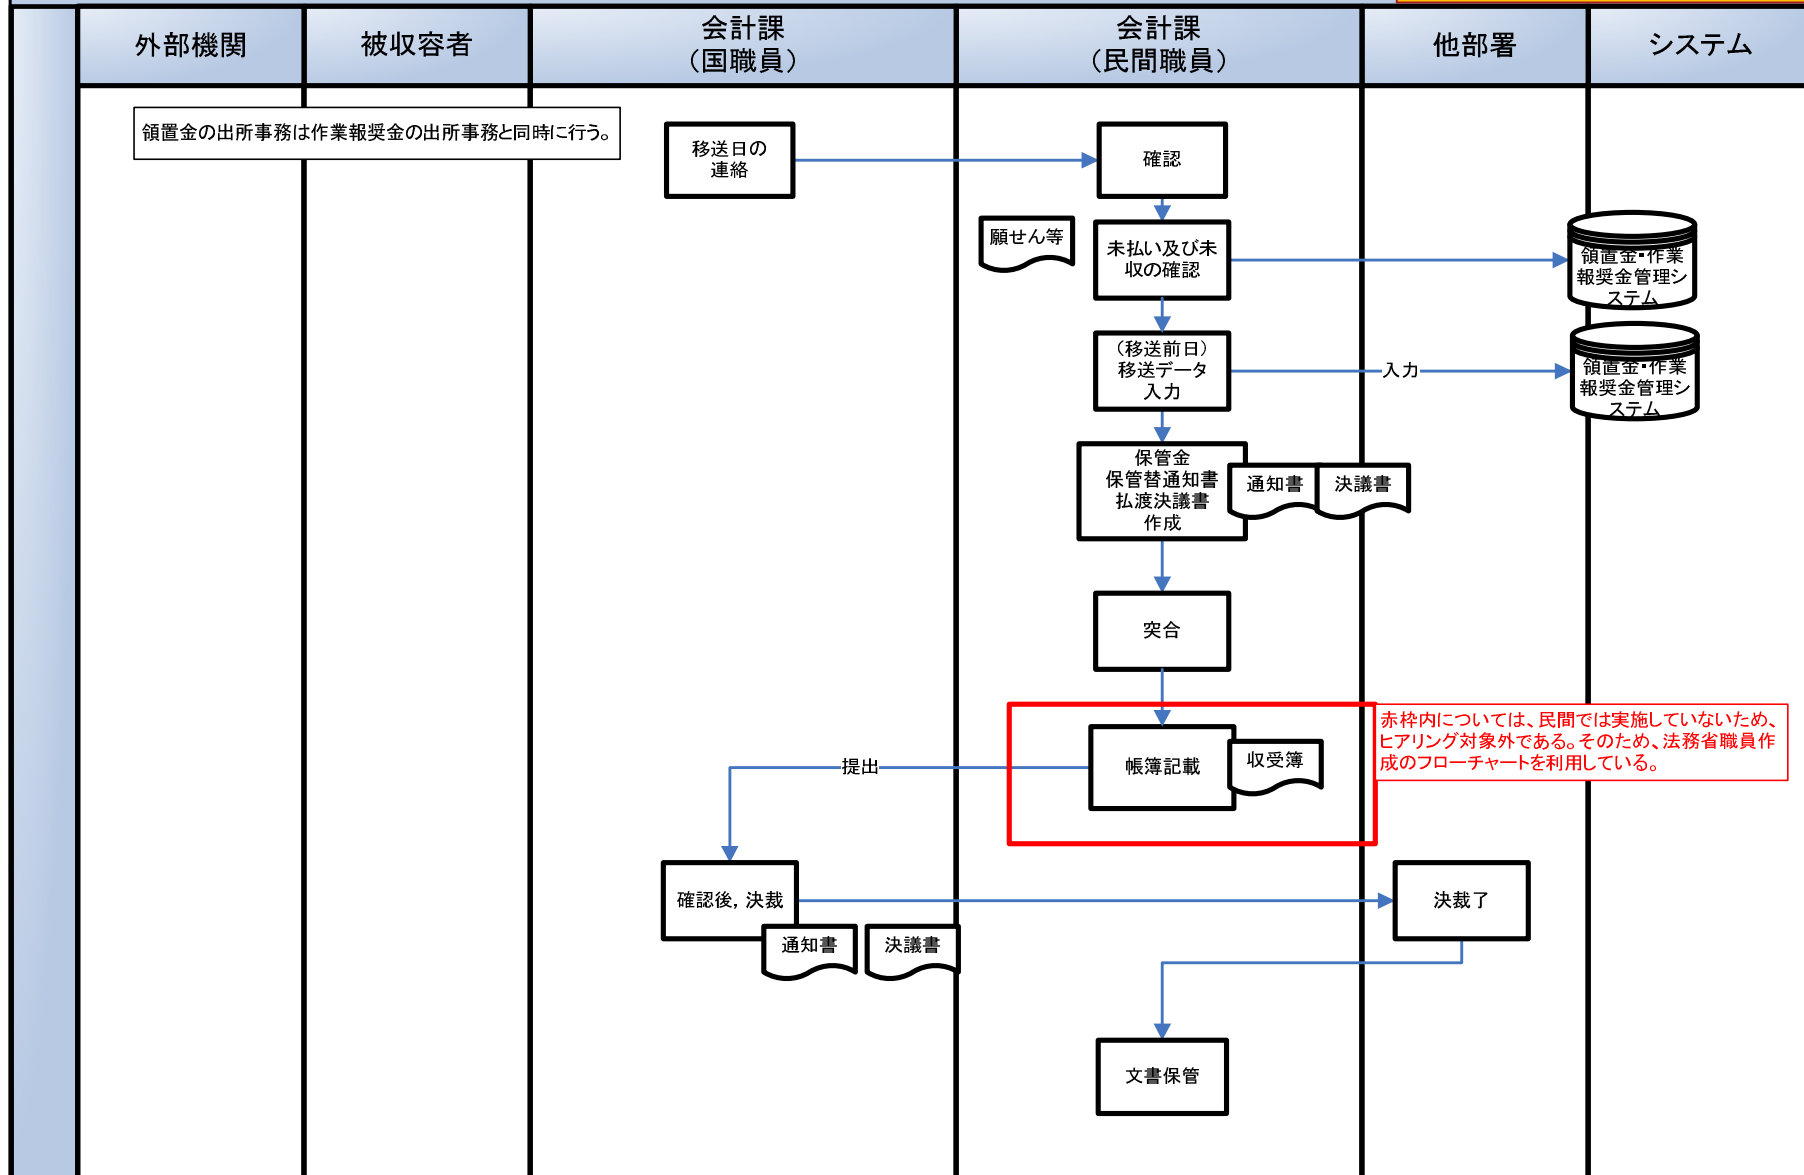 外部機関
被収容者
会計課
（国職員）
会計課
（民間職員）
他部署
システム
領置金の出所事務は作業報奨金の出所事務と同時に行う。
移送日の
連絡
確認
願せん等
未払い及び未
収の確認
領置金・作業
報奨金管理シ
ステム
（移送前日）
移送データ
入力
入力
領置金・作業
報奨金管理シ
ステム
保管金
保管替通知書
払渡決議書
作成
通知書
決議書
突合
赤枠内については、民間では実施していないため、
ヒアリング対象外である。そのため、法務省職員作
成のフローチャートを利用している。
帳簿記載
収受簿
提出
確認後，決裁
通知書
決議書
決裁了
文書保管